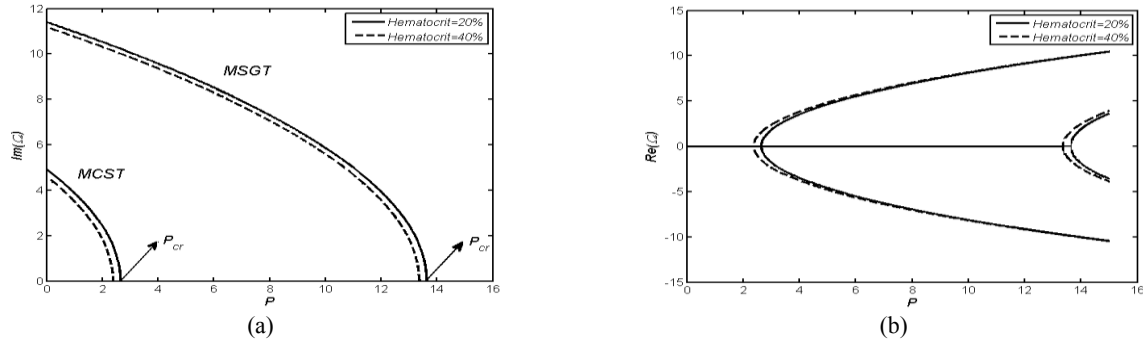 12
10
8
6
4
2
0
Im(Ω)
Hematocrit=20%
Hematocrit=40%
MSGT
MCST
P_cr
P_cr
0 2 4 6 8 10 12 14 16
P
(a)
15
10
5
0
-5
-10
-15
Re(Ω)
Hematocrit=20%
Hematocrit=40%
0 2 4 6 8 10 12 14 16
P
(b)